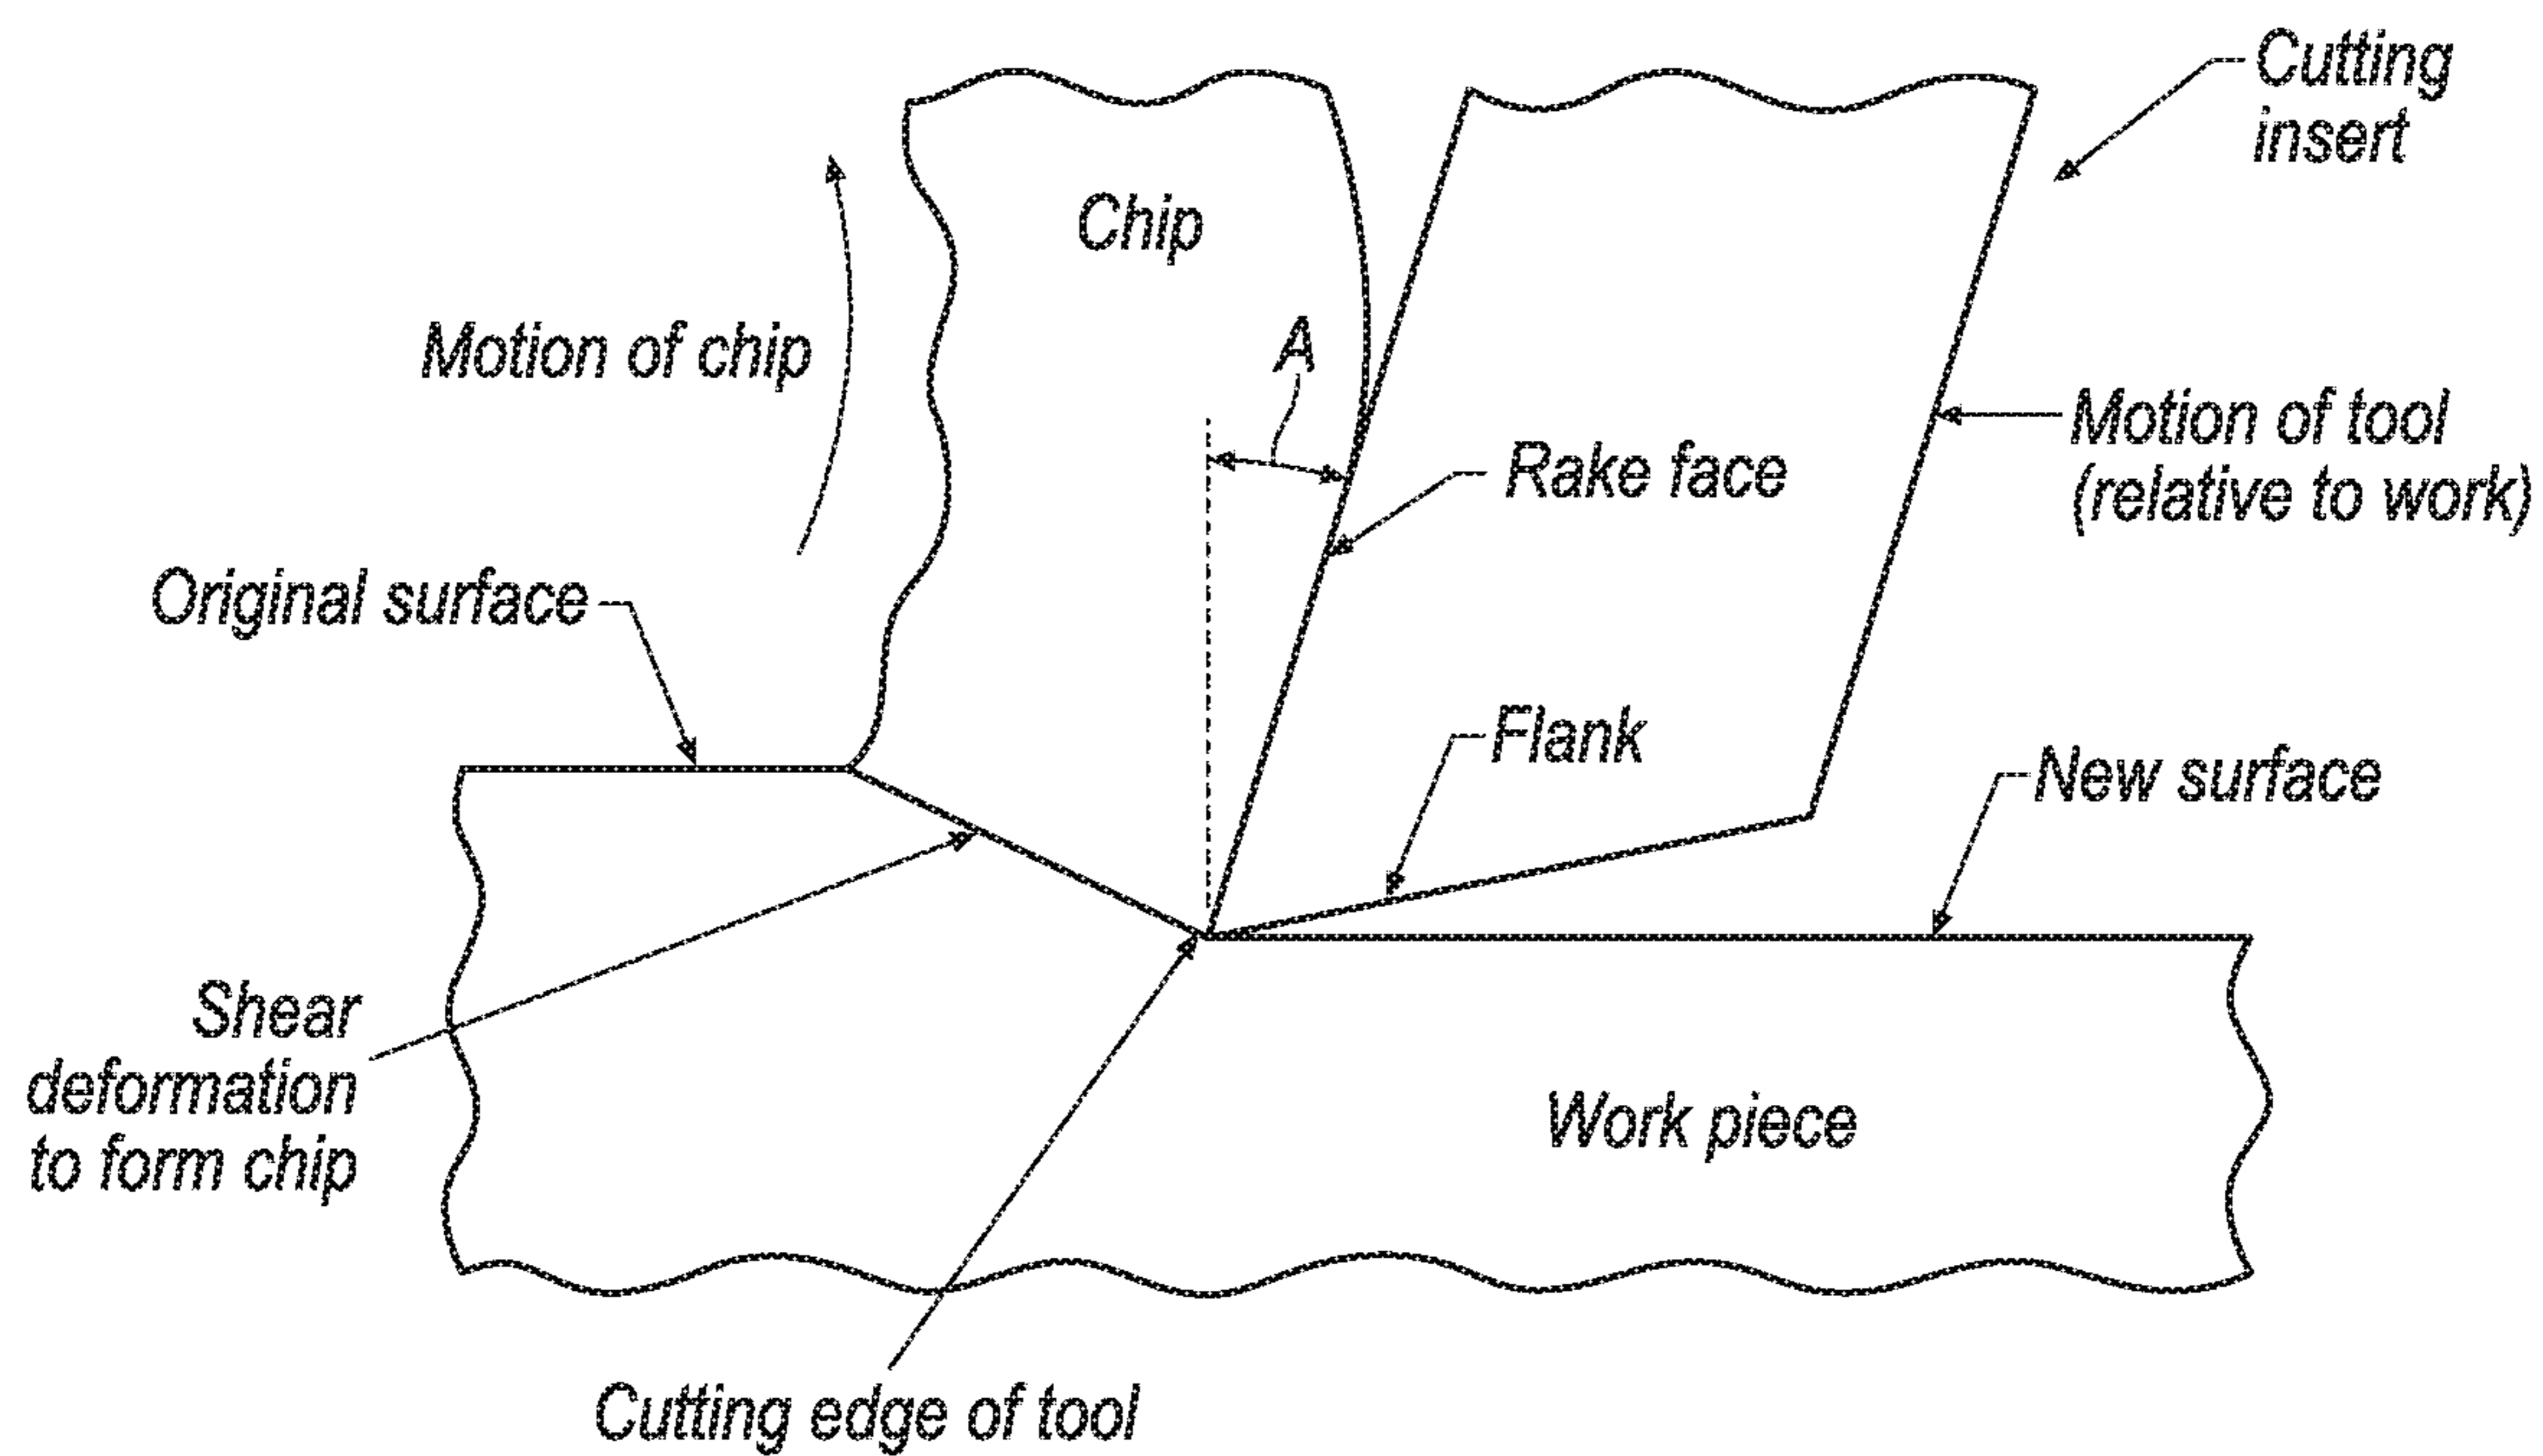 Cutting
insert
Chip
Motion of chip
A
Motion of tool
(relative to work)
Rake face
Original surface
Flank
New surface
Shear
deformation
to form chip
Work piece
Cutting edge of tool